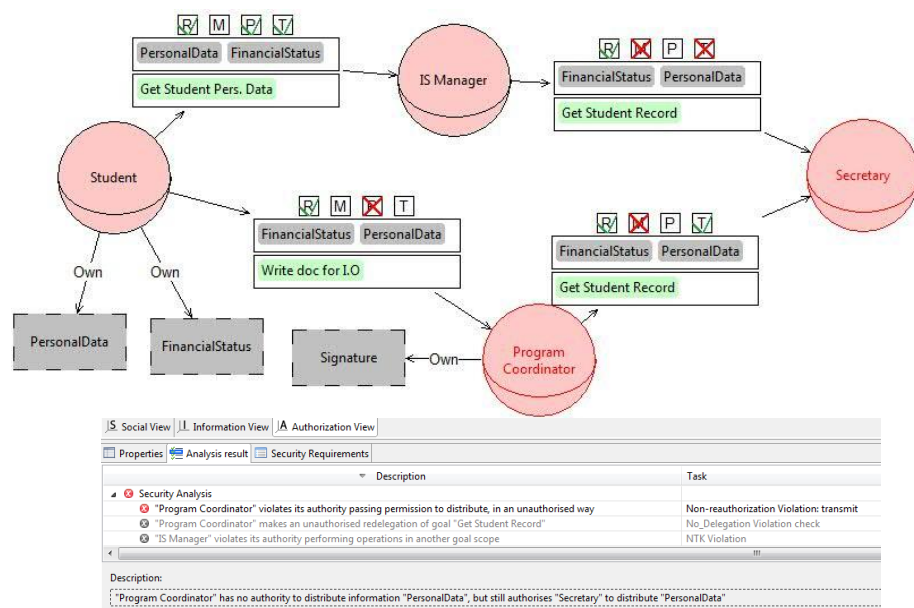 R M P T
PersonalData FinancialStatus
Get Student Pers. Data
IS Manager
R M P T
FinancialStatus PersonalData
Get Student Record
Student
Secretary
R M P T
FinancialStatus PersonalData
Write doc for I.O
R M P T
FinancialStatus PersonalData
Get Student Record
Own
Own
PersonalData
FinancialStatus
Signature
Own
Program
Coordinator
S Social View I Information View A Authorization View
Properties Analysis result Security Requirements
Description Task
Security Analysis
"Program Coordinator" violates its authority passing permission to distribute, in an unauthorised way Non-reauthorization Violation: transmit
"Program Coordinator" makes an unauthorised redelegation of goal "Get Student Record" No_Delegation Violation check
"IS Manager" violates its authority performing operations in another goal scope NTK Violation
Description:
"Program Coordinator" has no authority to distribute information "PersonalData", but still authorises "Secretary" to distribute "PersonalData"